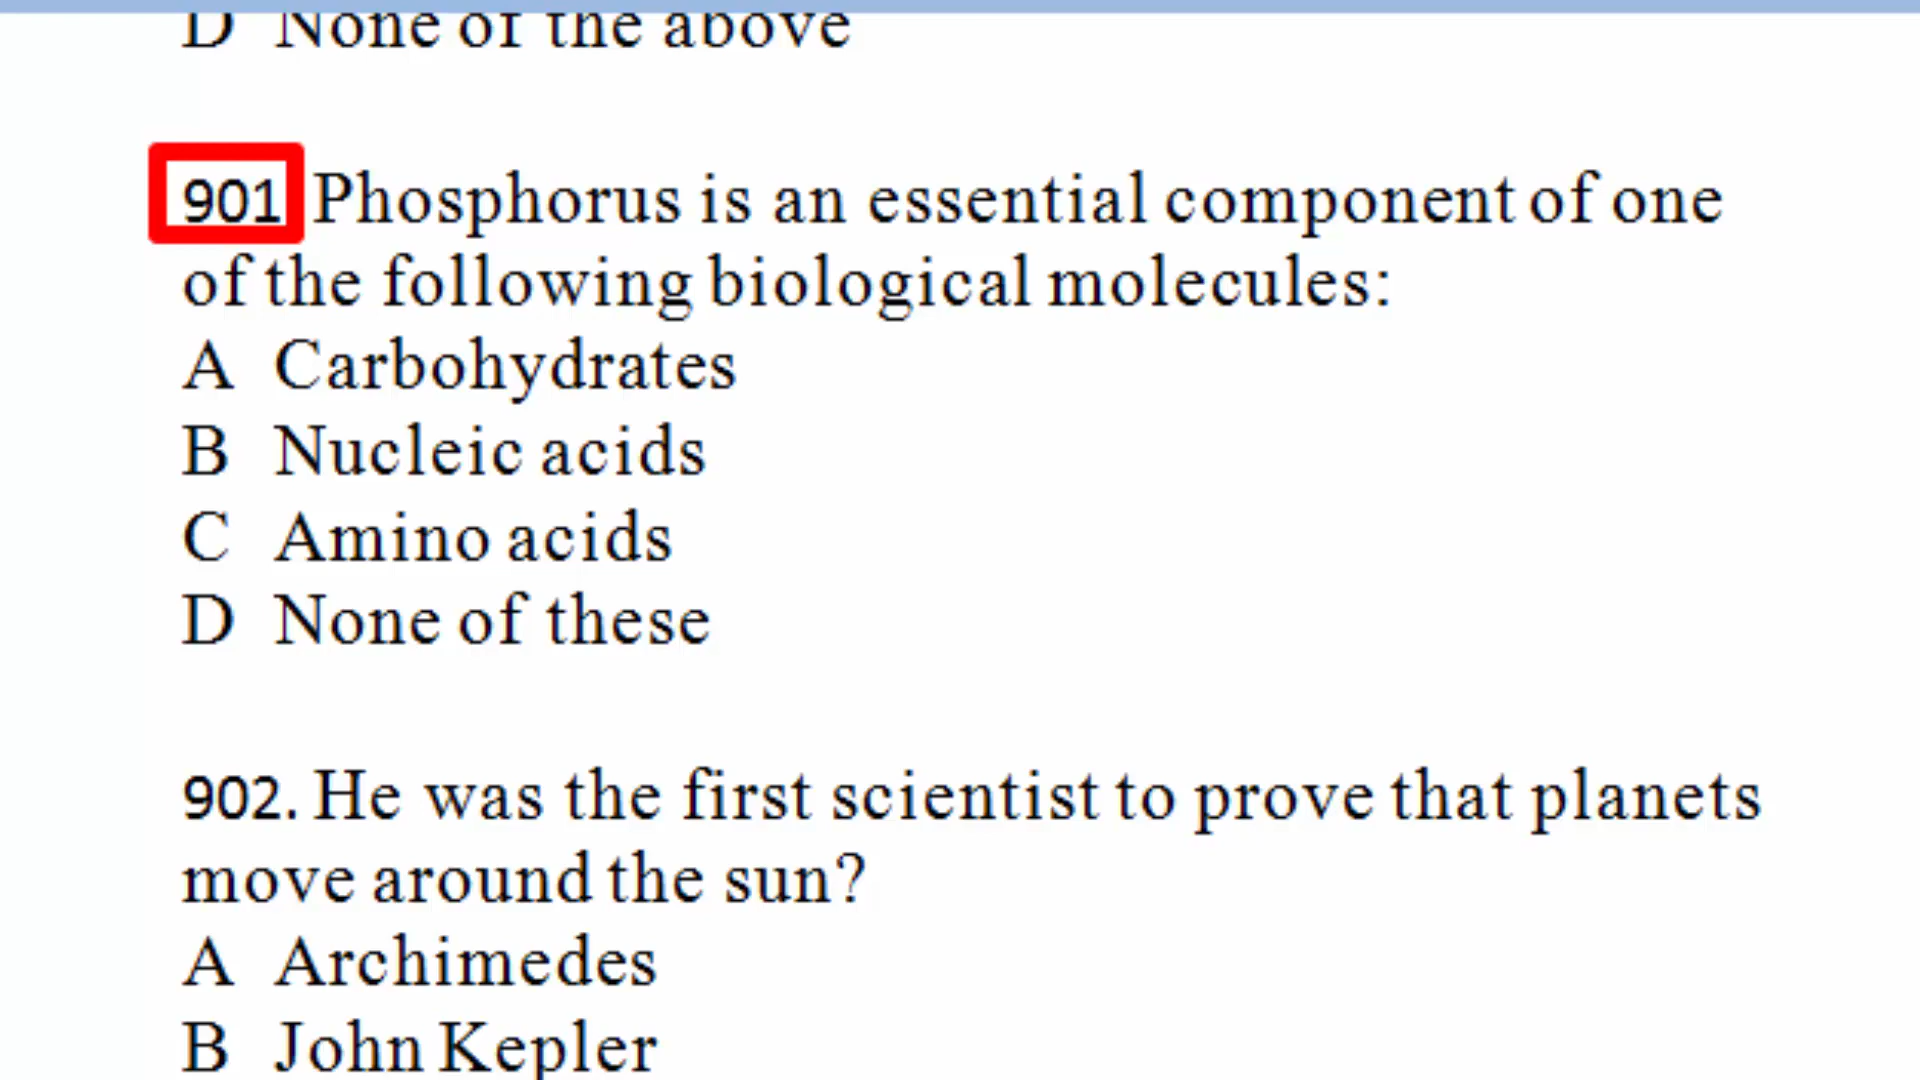 D None of the above
901 Phosphorus is an essential component of one
of the following biological molecules:
A Carbohydrates
B Nucleic acids
C Amino acids
D None of these
902. He was the first scientist to prove that planets
move around the sun?
A Archimedes
B John Kepler